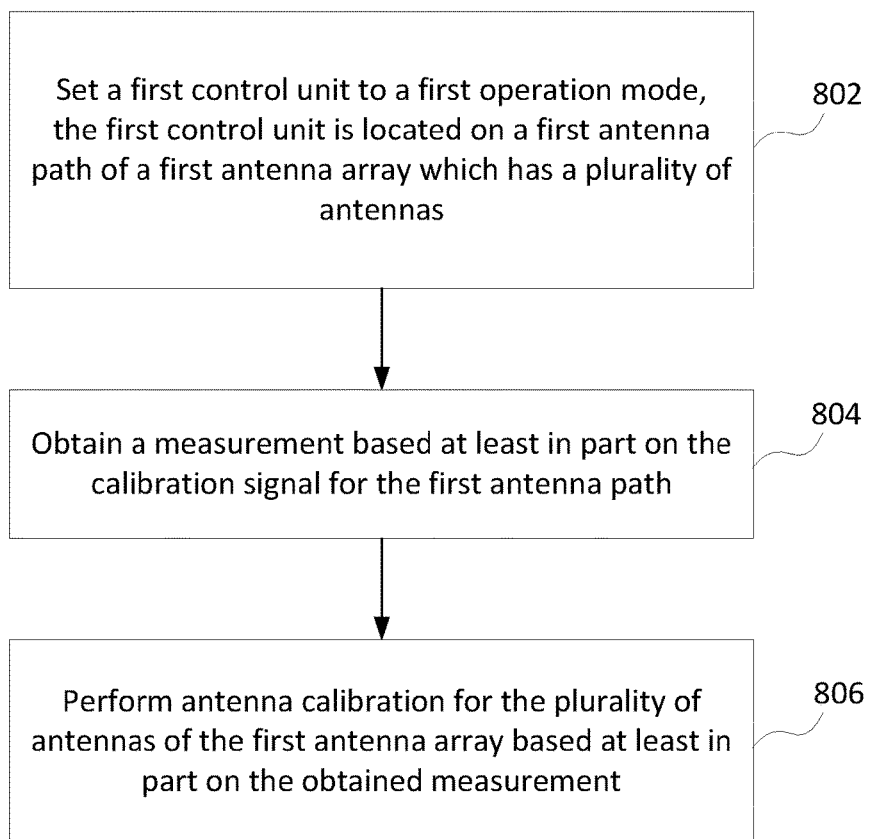 Set a first control unit to a first operation mode,
the first control unit is located on a first antenna
path of a first antenna array which has a plurality of
antennas
802
Obtain a measurement based at least in part on the
calibration signal for the first antenna path
804
Perform antenna calibration for the plurality of
antennas of the first antenna array based at least in
part on the obtained measurement
806